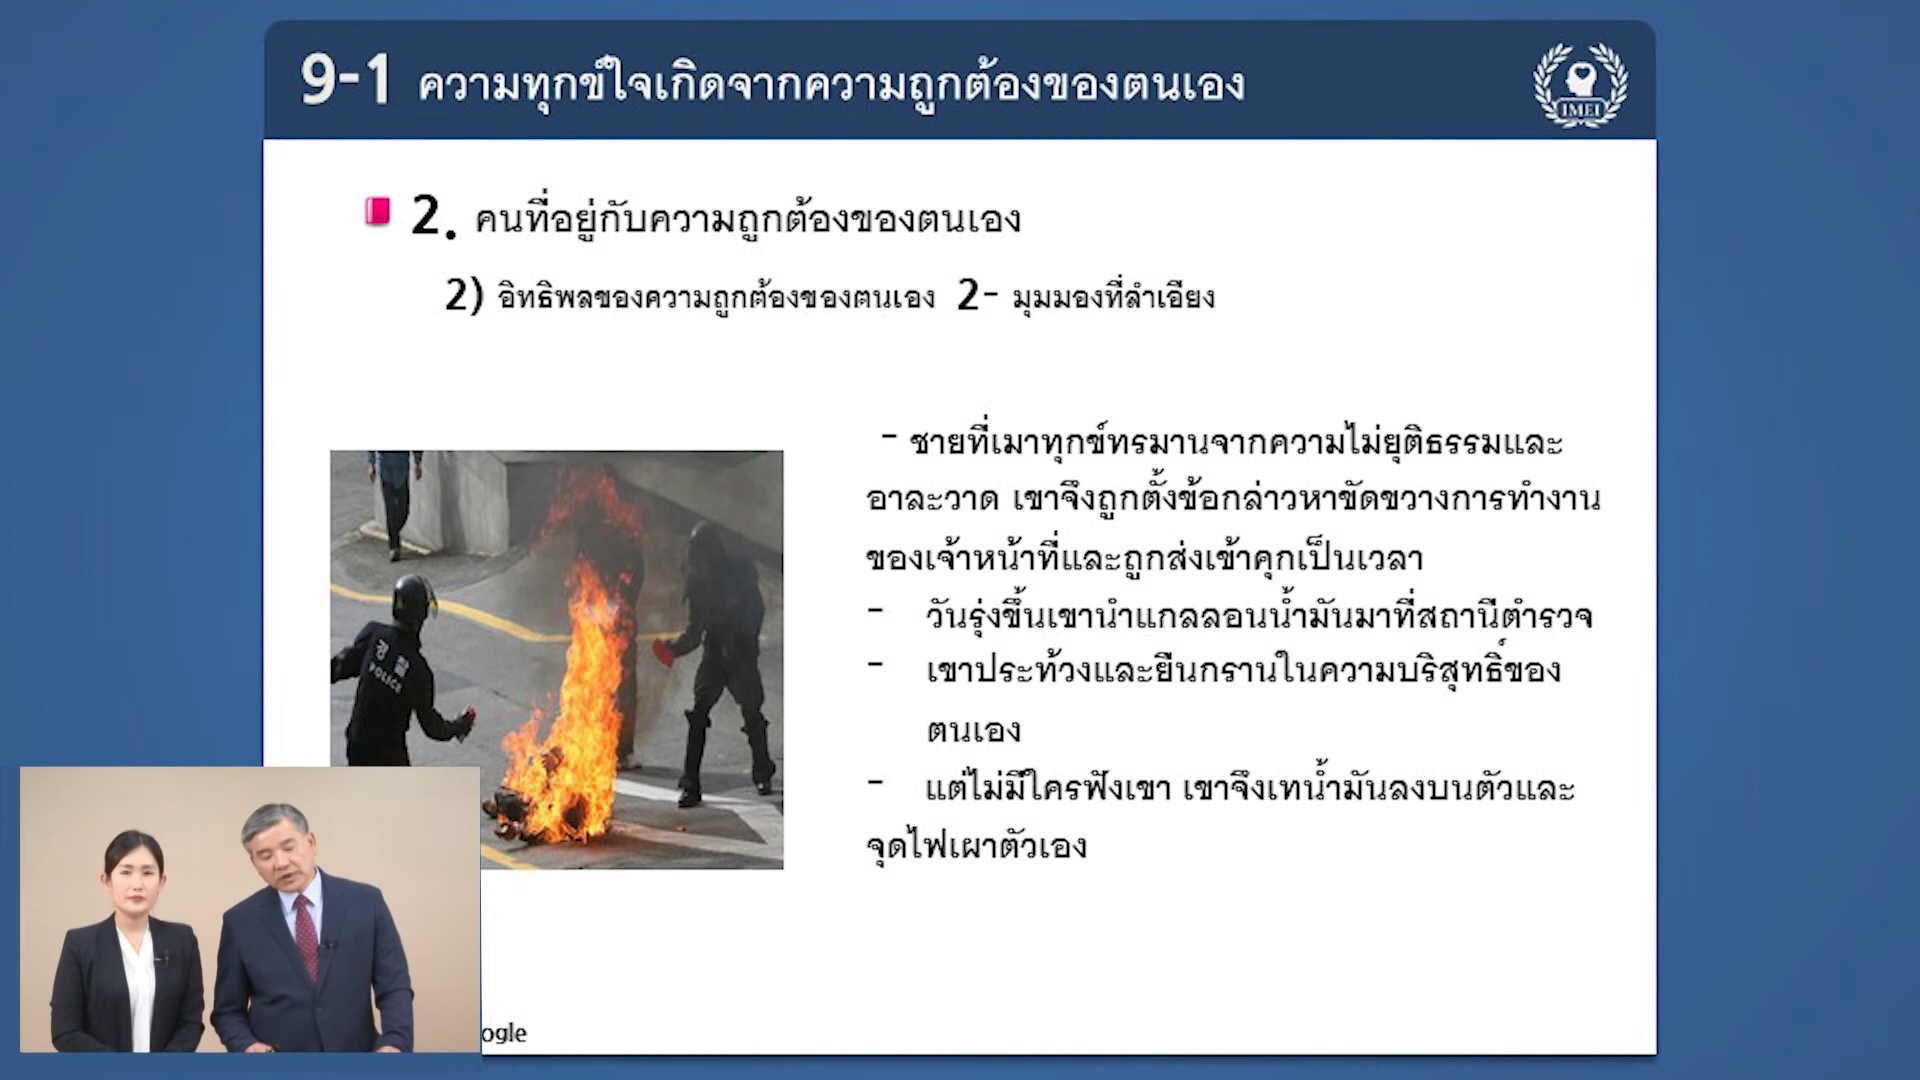 9-1 ความทุกข์ใจเกิดจากความถูกต้องของตนเอง
IMEI
2. คนที่อยู่กับความถูกต้องของตนเอง
2) อิทธิพลของความถูกต้องของตนเอง 2- มุมมองที่ลำเอียง
- ชายที่เมาทุกข์ทรมานจากความไม่ยุติธรรมและ
อาละวาด เขาจึงถูกตั้งข้อกล่าวหาขัดขวางการทำงาน
ของเจ้าหน้าที่และถูกส่งเข้าคุกเป็นเวลา
- วันรุ่งขึ้นเขานำแกลลอนน้ำมันมาที่สถานีตำรวจ
- เขาประท้วงและยืนกรานในความบริสุทธิ์ของ
ตนเอง
- แต่ไม่มีใครฟังเขา เขาจึงเทน้ำมันลงบนตัวและ
จุดไฟเผาตัวเอง
경찰
POLICE
ogle